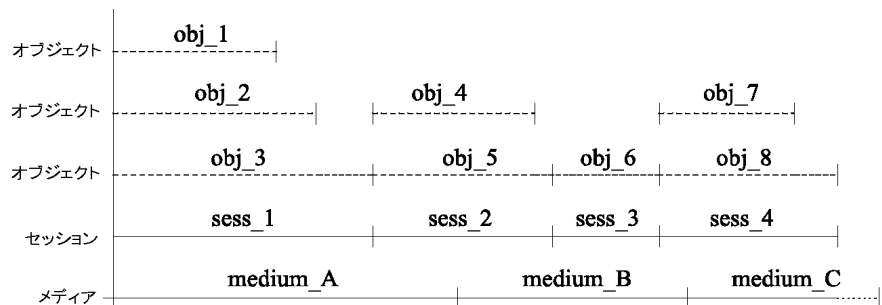 obj_1
オブジェクト
obj_2 obj_4 obj_7
オブジェクト
obj_3 obj_5 obj_6 obj_8
オブジェクト
sess_1 sess_2 sess_3 sess_4
セッション
medium_A medium_B medium_C
メディア